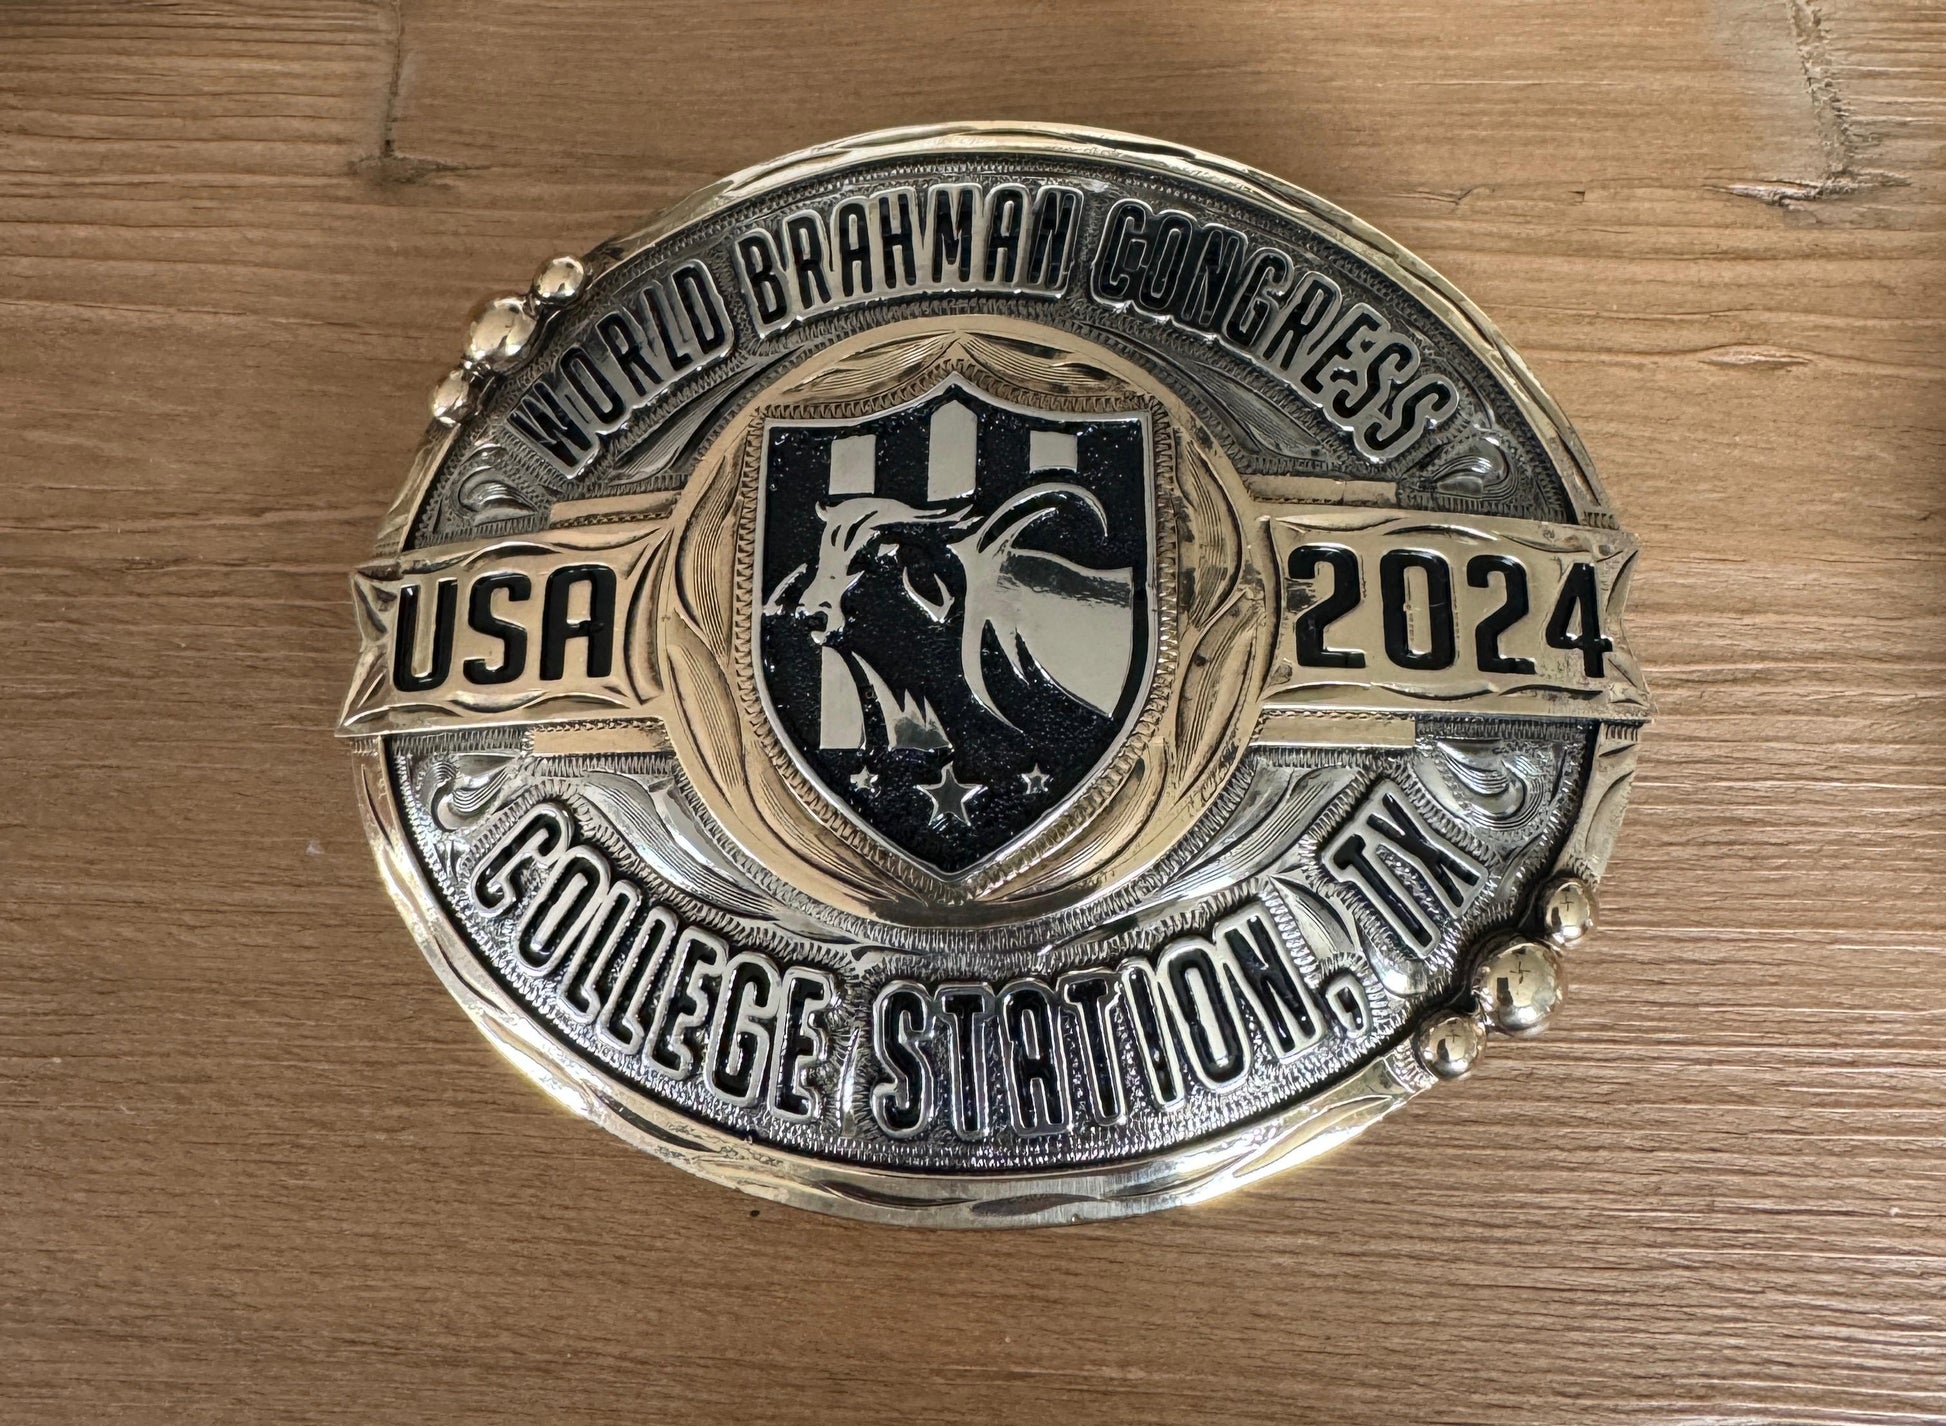 WORLD BRAHMAN CONGRESS
USA 2024
COLLEGE STATION, TX